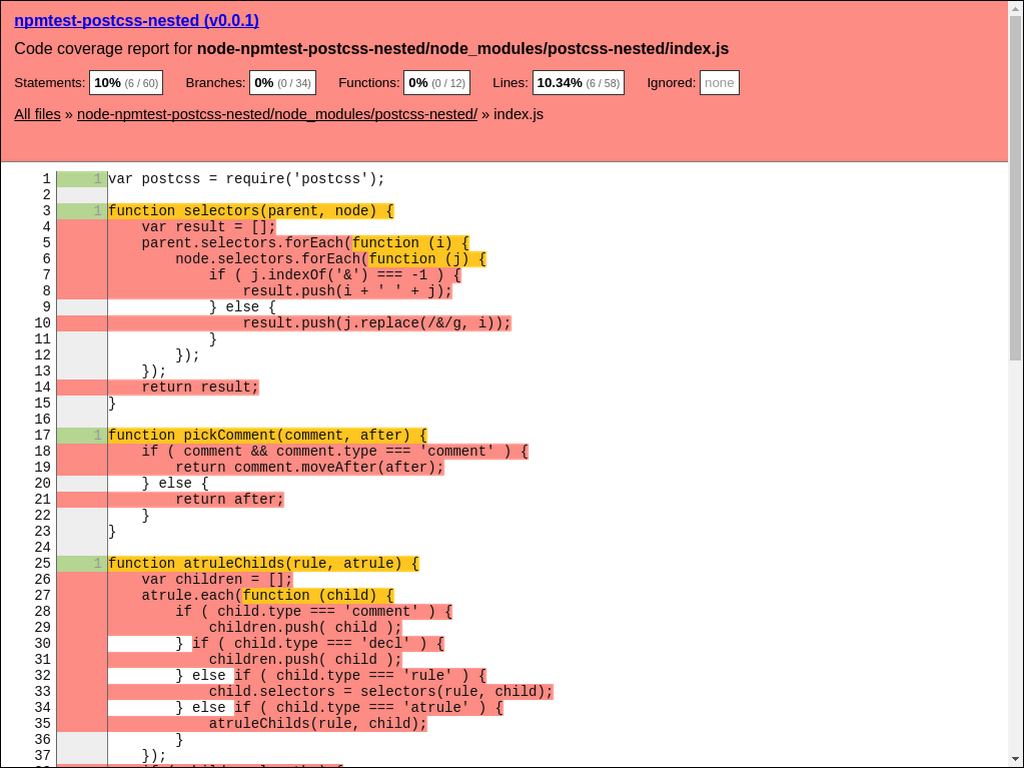 npmtest-postcss-nested (v0.0.1)
Code coverage report for node-npmtest-postcss-nested/node_modules/postcss-nested/index.js
Statements: 10% (6 / 60) Branches: 0% (0 / 34) Functions: 0% (0 / 12) Lines: 10.34% (6 / 58) Ignored: none
All files » node-npmtest-postcss-nested/node_modules/postcss-nested/ » index.js
1 1 var postcss = require('postcss');
2
3 1 function selectors(parent, node) {
4     var result = [];
5     parent.selectors.forEach(function (i) {
6         node.selectors.forEach(function (j) {
7             if ( j.indexOf('&') === -1 ) {
8                 result.push(i + ' ' + j);
9             } else {
10                 result.push(j.replace(/&/g, i));
11             }
12         });
13     });
14     return result;
15 }
16
17 1 function pickComment(comment, after) {
18     if ( comment && comment.type === 'comment' ) {
19         return comment.moveAfter(after);
20     } else {
21         return after;
22     }
23 }
24
25 1 function atruleChilds(rule, atrule) {
26     var children = [];
27     atrule.each(function (child) {
28         if ( child.type === 'comment' ) {
29             children.push( child );
30         } if ( child.type === 'decl' ) {
31             children.push( child );
32         } else if ( child.type === 'rule' ) {
33             child.selectors = selectors(rule, child);
34         } else if ( child.type === 'atrule' ) {
35             atruleChilds(rule, child);
36         }
37     });